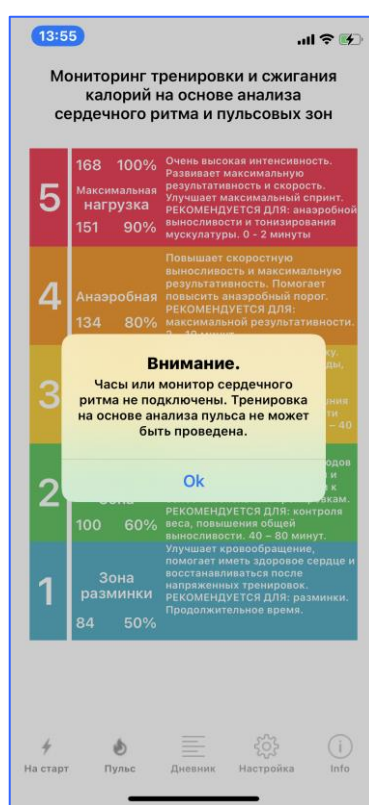 13:55
Мониторинг тренировки и сжигания
калорий на основе анализа
сердечного ритма и пульсовых зон
5
168 100%
Максимальная
нагрузка
151 90%
Очень высокая интенсивность.
Развивает максимальную
результативность и скорость.
Улучшает максимальный спринт.
РЕКОМЕНДУЕТСЯ ДЛЯ: анаэробной
выносливости и тонизирования
мускулатуры. 0 - 2 минуты
4
Анаэробная
134 80%
Повышает скоростную
выносливость и максимальную
результативность. Помогает
повысить анаэробный порог.
РЕКОМЕНДУЕТСЯ ДЛЯ:
максимальной результативности.
3
– 40
Внимание.
Часы или монитор сердечного
ритма не подключены. Тренировка
на основе анализа пульса не может
быть проведена.
Ok
2
100 60%
РЕКОМЕНДУЕТСЯ ДЛЯ: контроля
веса, повышения общей
выносливости. 40 – 80 минут.
1
Зона
разминки
84 50%
Улучшает кровообращение,
помогает иметь здоровое сердце и
восстанавливаться после
напряженных тренировок.
РЕКОМЕНДУЕТСЯ ДЛЯ: разминки.
Продолжительное время.
На старт Пульс Дневник Настройка Info